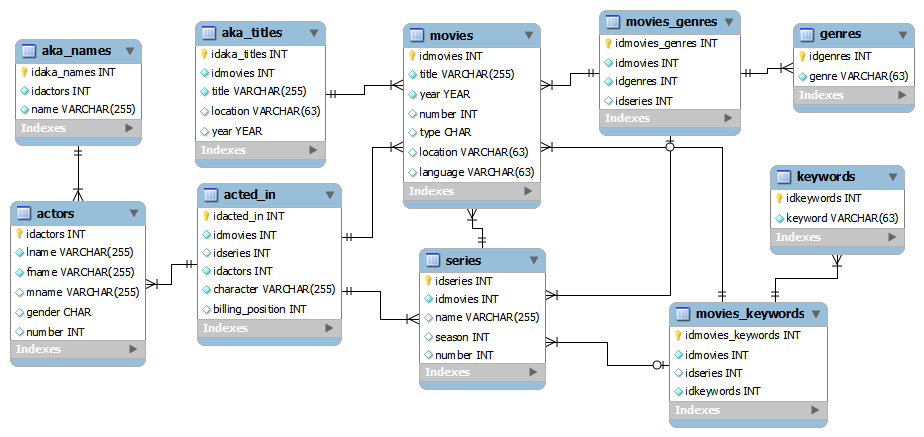 aka_names
idaka_names INT
idactors INT
name VARCHAR(255)
Indexes
aka_titles
idaka_titles INT
idmovies INT
title VARCHAR(255)
location VARCHAR(63)
year YEAR
Indexes
movies
idmovies INT
title VARCHAR(255)
year YEAR
number INT
type CHAR
location VARCHAR(63)
language VARCHAR(63)
Indexes
movies_genres
idmovies_genres INT
idmovies INT
idgenres INT
idseries INT
Indexes
genres
idgenres INT
genre VARCHAR(63)
Indexes
actors
idactors INT
lname VARCHAR(255)
fname VARCHAR(255)
mname VARCHAR(255)
gender CHAR
number INT
Indexes
acted_in
idacted_in INT
idmovies INT
idseries INT
idactors INT
character VARCHAR(255)
billing_position INT
Indexes
series
idseries INT
idmovies INT
name VARCHAR(255)
season INT
number INT
Indexes
keywords
idkeywords INT
keyword VARCHAR(63)
Indexes
movies_keywords
idmovies_keywords INT
idmovies INT
idseries INT
idkeywords INT
Indexes